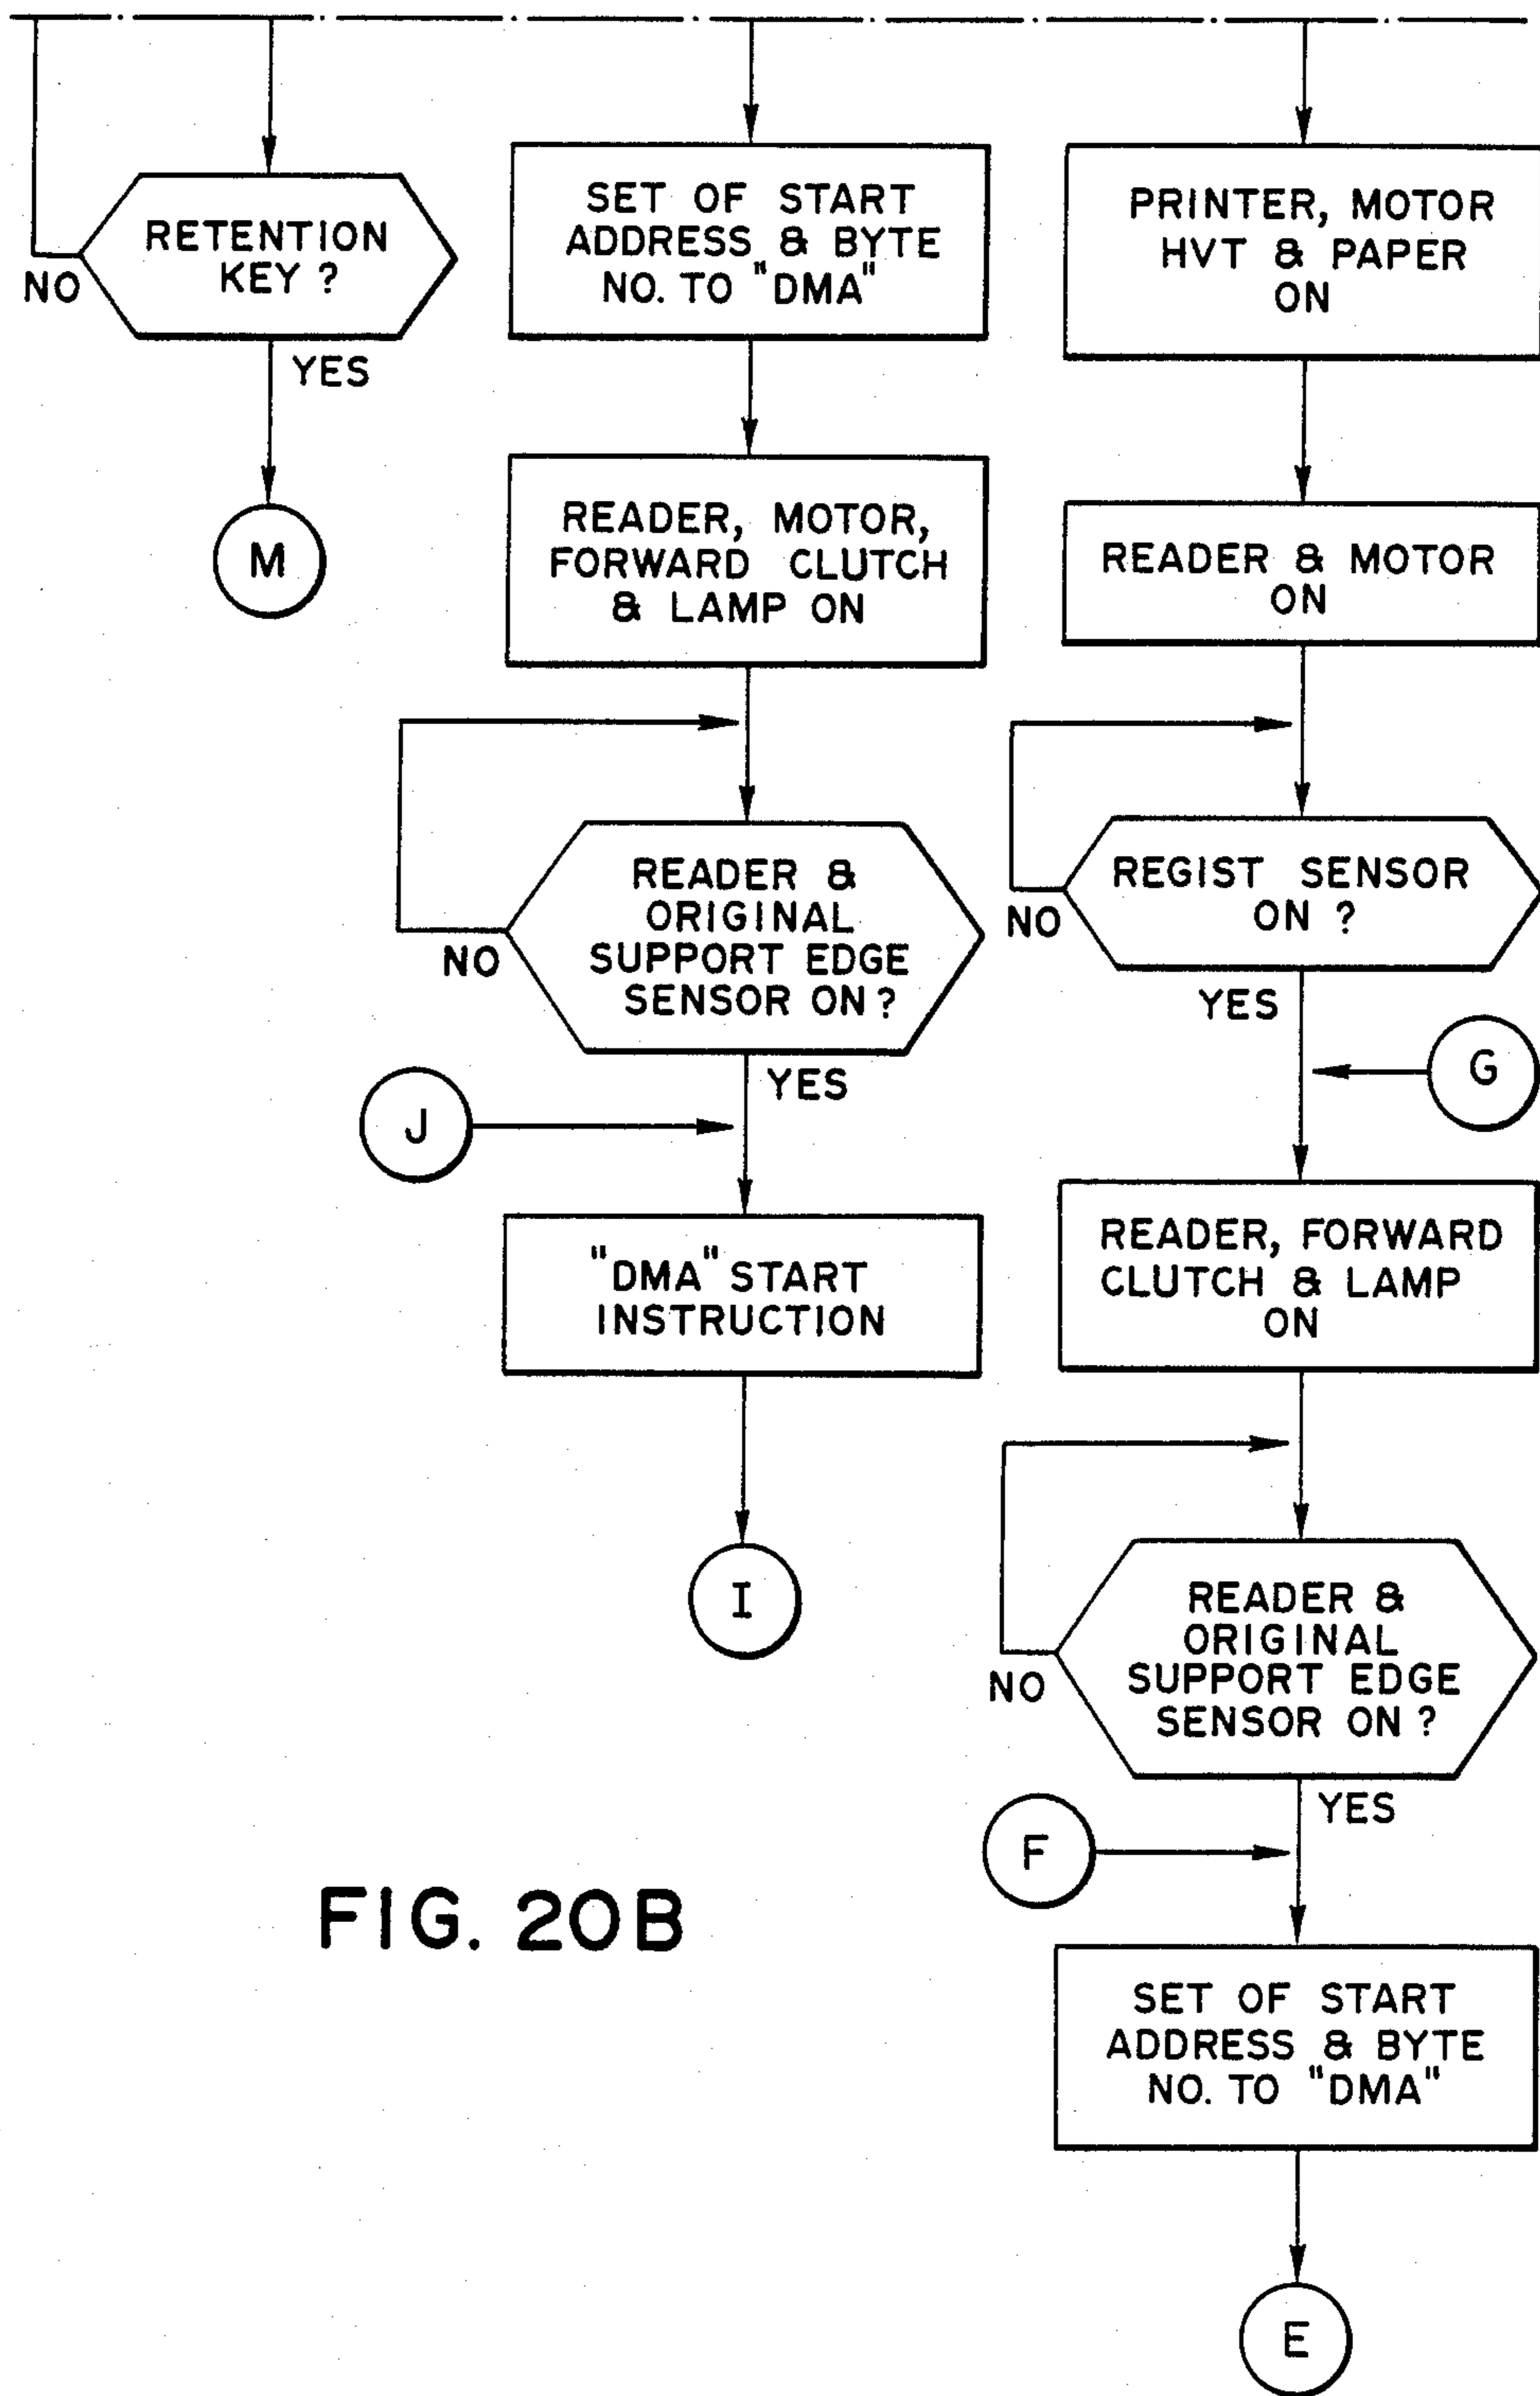 RETENTION
KEY ?
NO
YES
M
SET OF START
ADDRESS & BYTE
NO. TO "DMA"
READER, MOTOR,
FORWARD CLUTCH
& LAMP ON
READER &
ORIGINAL
SUPPORT EDGE
SENSOR ON ?
NO
YES
J
"DMA" START
INSTRUCTION
I
PRINTER, MOTOR
HVT & PAPER
ON
READER & MOTOR
ON
REGIST SENSOR
ON ?
NO
YES
G
READER, FORWARD
CLUTCH & LAMP
ON
READER &
ORIGINAL
SUPPORT EDGE
SENSOR ON ?
NO
YES
F
SET OF START
ADDRESS & BYTE
NO. TO "DMA"
E
FIG. 20B